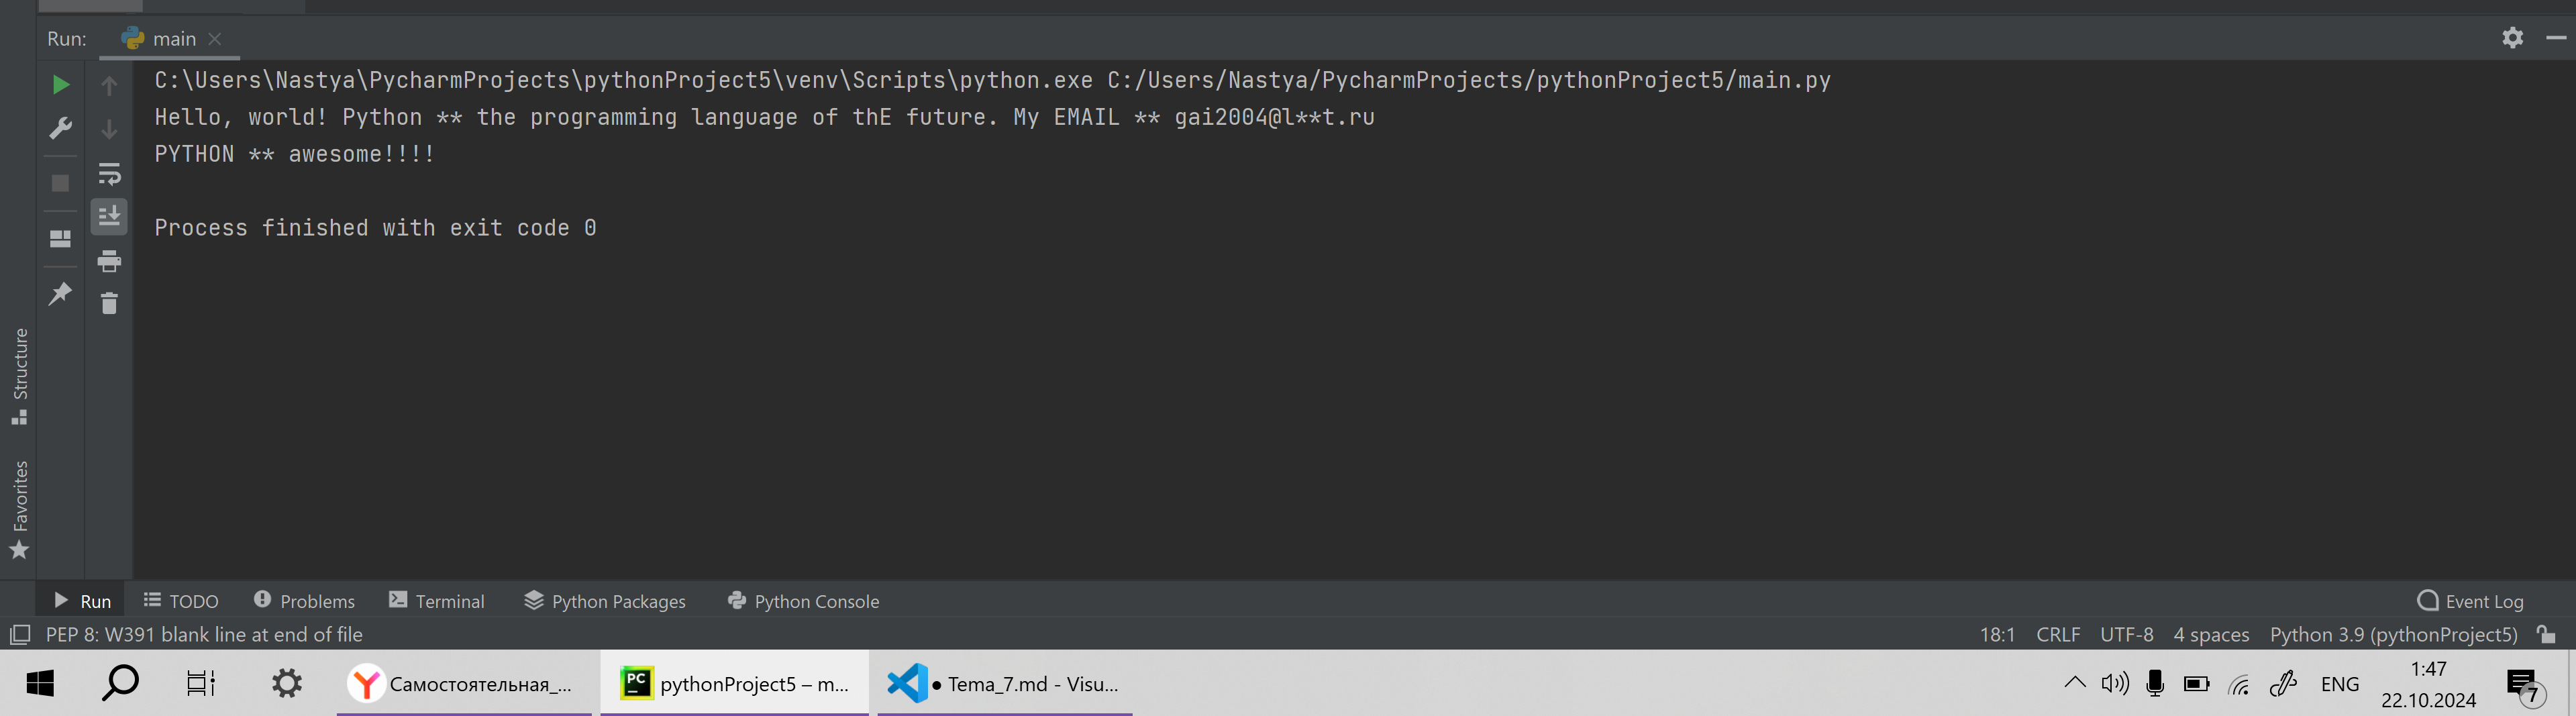 Run: main
C:\Users\Nastya\PycharmProjects\pythonProject5\venv\Scripts\python.exe C:/Users/Nastya/PycharmProjects/pythonProject5/main.py
Hello, world! Python ** the programming language of thE future. My EMAIL ** gai2004@l**t.ru
PYTHON ** awesome!!!!
Process finished with exit code 0
Structure
Favorites
Run TODO Problems Terminal Python Packages Python Console Event Log
PEP 8: W391 blank line at end of file 18:1 CRLF UTF-8 4 spaces Python 3.9 (pythonProject5)
Самостоятельная_... PC pythonProject5 – m... ● Tema_7.md - Visu... ENG 1:47
22.10.2024 7